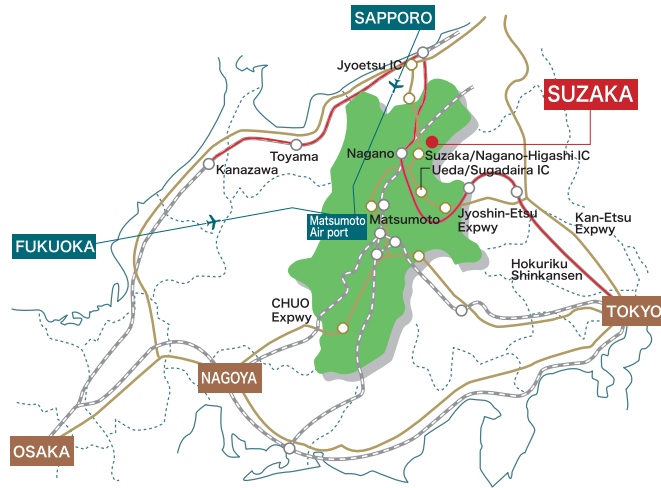 SAPPORO
Jyoetsu IC
SUZAKA
Toyama
Kanazawa
Nagano
Suzaka/Nagano-Higashi IC
Ueda/Sugadaira IC
Matsumoto
Air port
Matsumoto
Jyoshin-Etsu
Expwy
Kan-Etsu
Expwy
FUKUOKA
Hokuriku
Shinkansen
CHUO
Expwy
TOKYO
NAGOYA
OSAKA